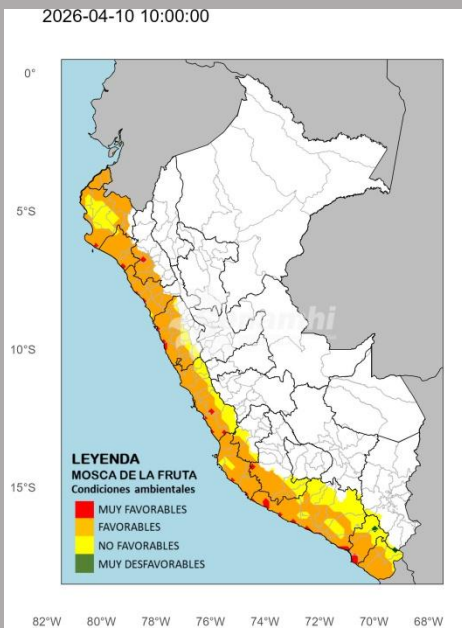 2026-04-10 10:00:00
0°
5°S
10°S
15°S
LEYENDA
MOSCA DE LA FRUTA
Condiciones ambientales
MUY FAVORABLES
FAVORABLES
NO FAVORABLES
MUY DESFAVORABLES
82°W 80°W 78°W 76°W 74°W 72°W 70°W 68°W